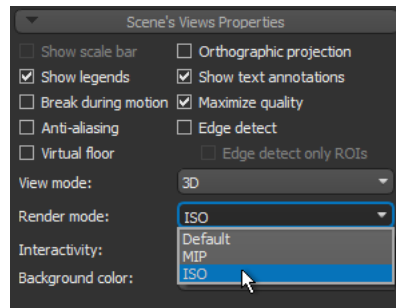 Scene's Views Properties
Show scale bar Orthographic projection
Show legends Show text annotations
Break during motion Maximize quality
Anti-aliasing Edge detect
Virtual floor Edge detect only ROIs
View mode: 3D
Render mode: ISO
Default
Interactivity: MIP
Background color: ISO